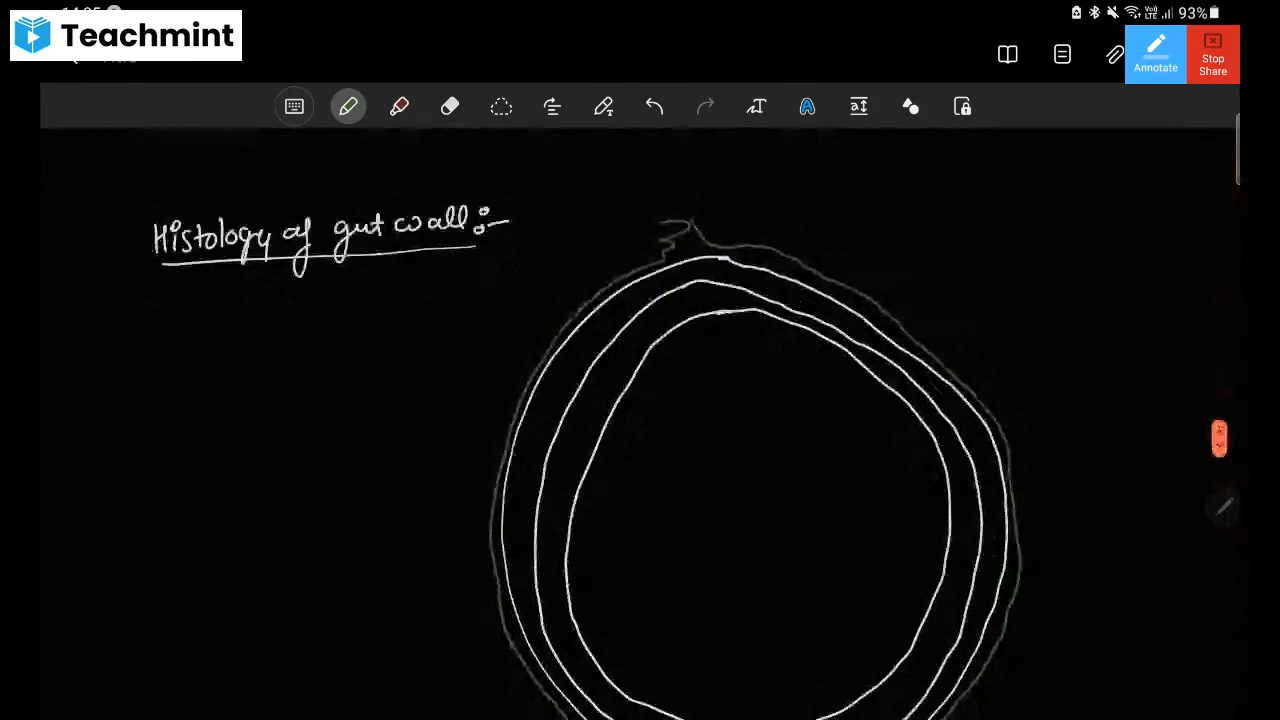 93%
Teachmint
Annotate
Stop
Share
Histology of gut wall :-